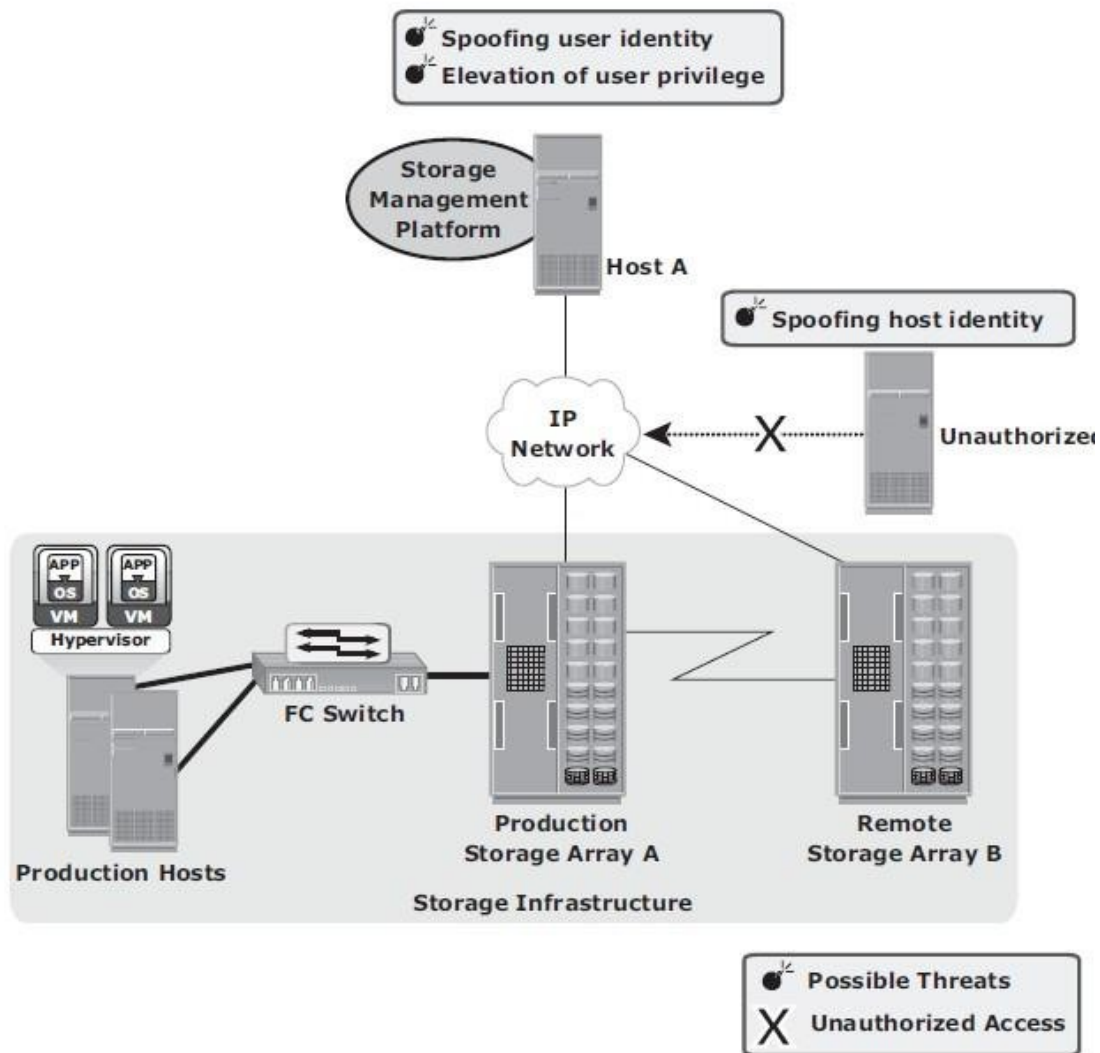 Spoofing user identity
Elevation of user privilege
Storage
Management
Platform
Host A
Spoofing host identity
IP
Network
X
Unauthorized
APP
OS
VM
APP
OS
VM
Hypervisor
FC Switch
Production Hosts
Production
Storage Array A
Remote
Storage Array B
Storage Infrastructure
Possible Threats
X Unauthorized Access